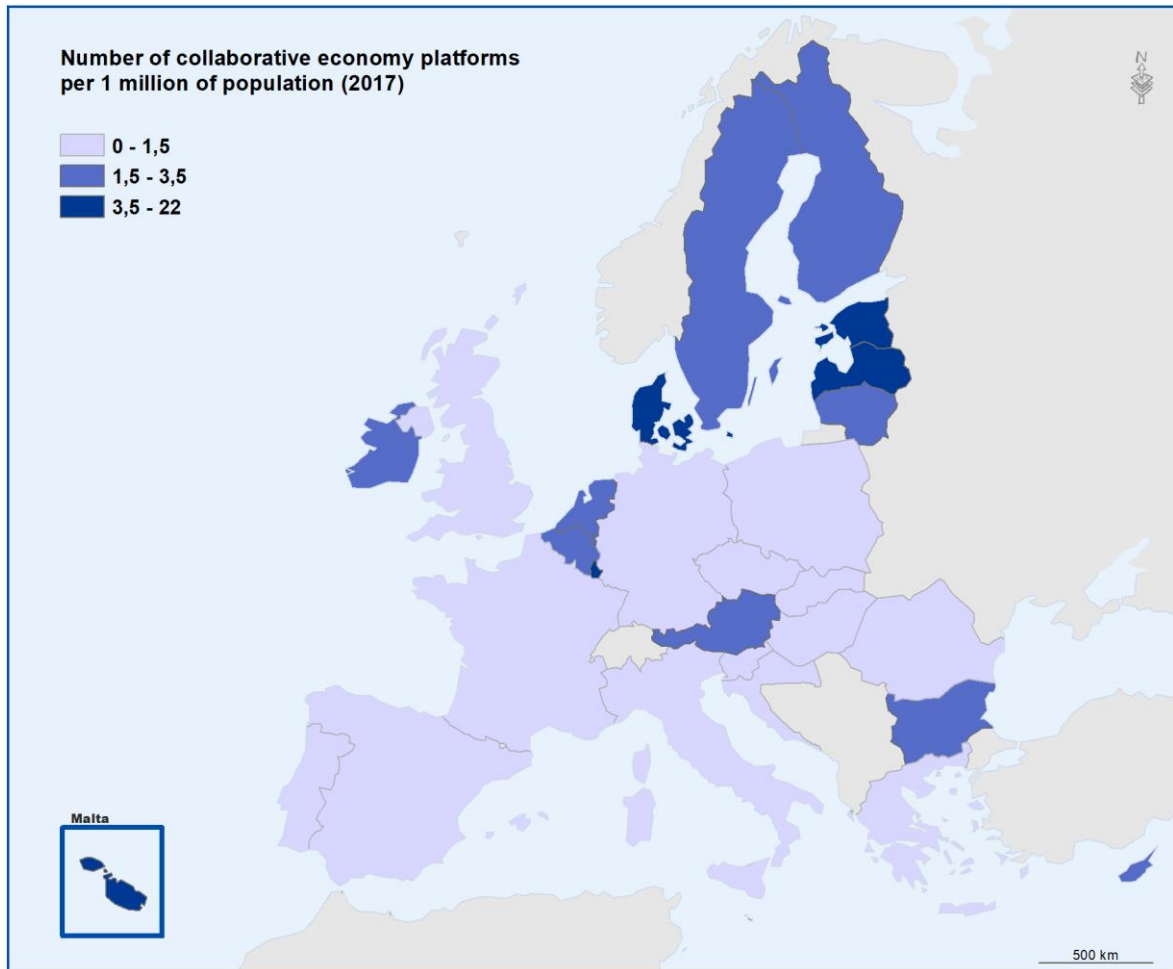 Number of collaborative economy platforms
per 1 million of population (2017)
0 - 1,5
1,5 - 3,5
3,5 - 22
N
Malta
500 km